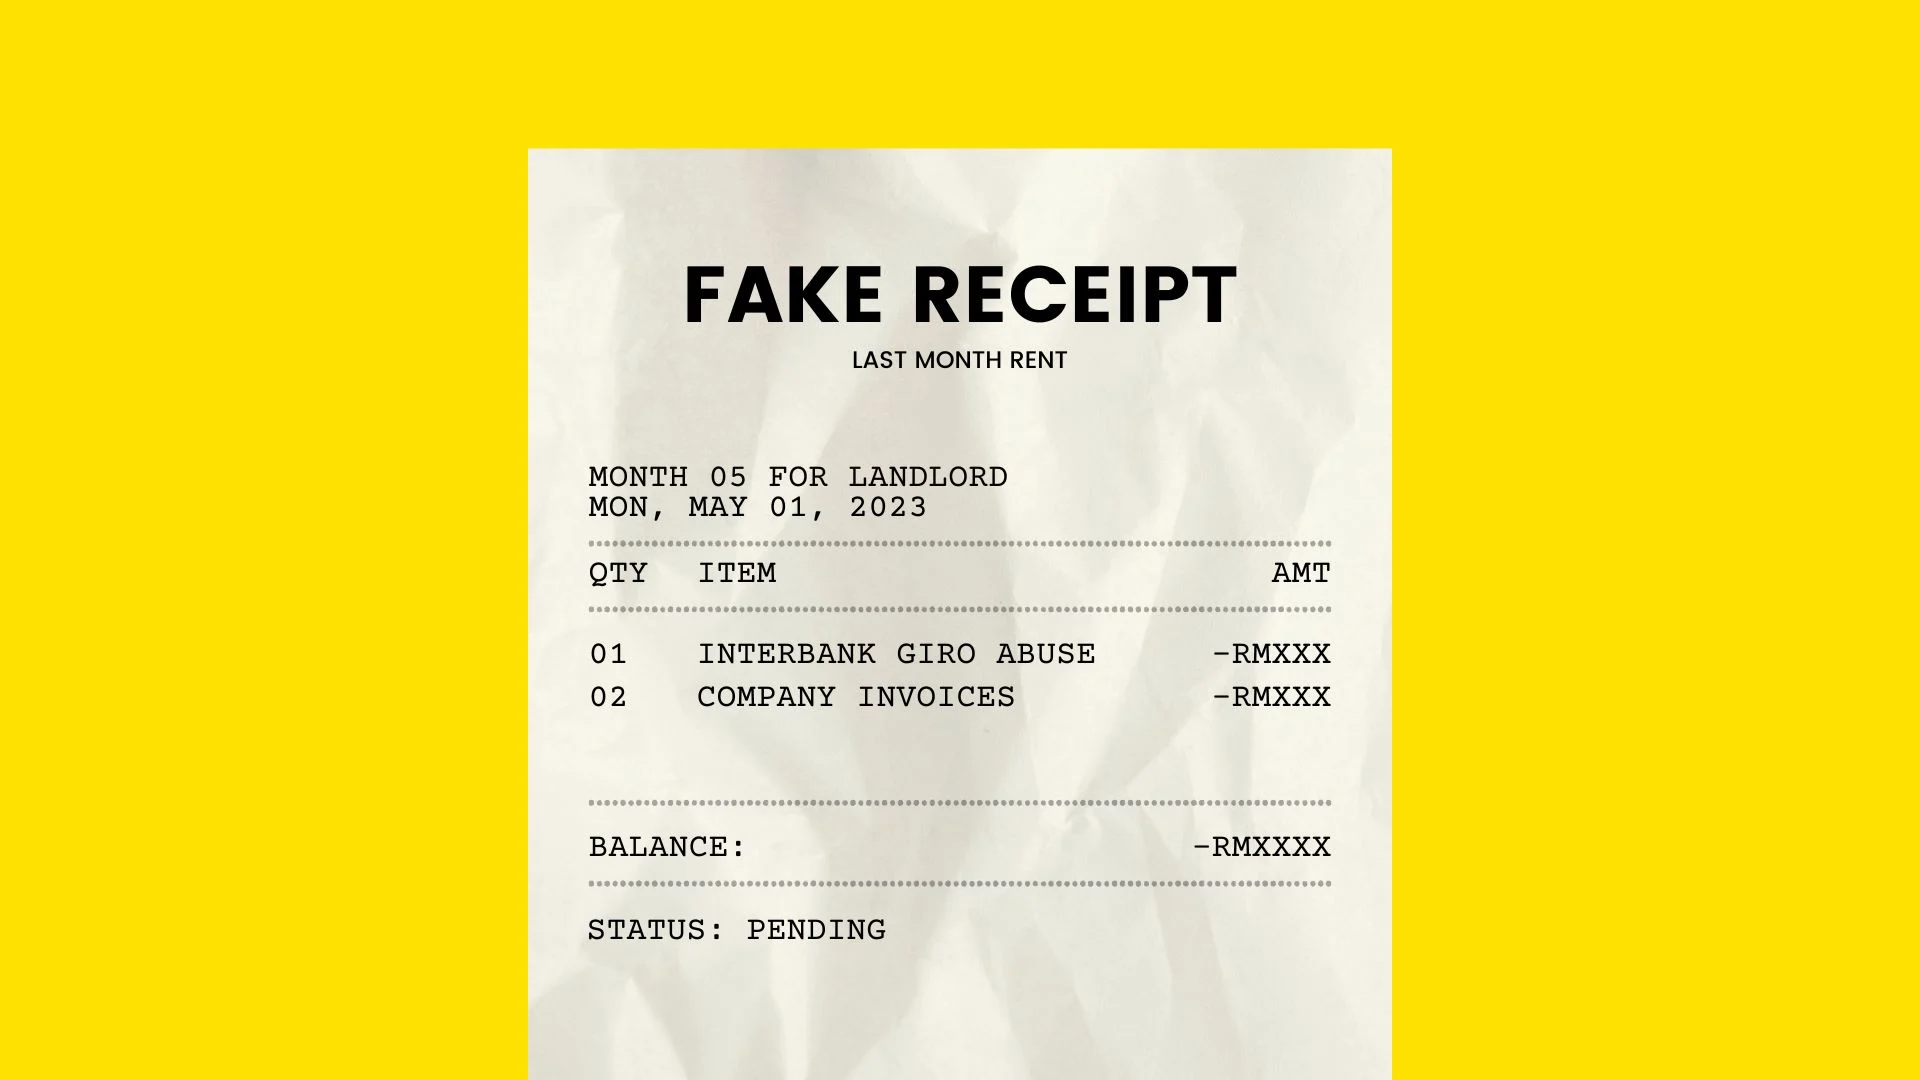 FAKE RECEIPT
LAST MONTH RENT
MONTH 05 FOR LANDLORD
MON, MAY 01, 2023
QTY ITEM AMT
01 INTERBANK GIRO ABUSE -RMXXX
02 COMPANY INVOICES -RMXXX
BALANCE: -RMXXXX
STATUS: PENDING